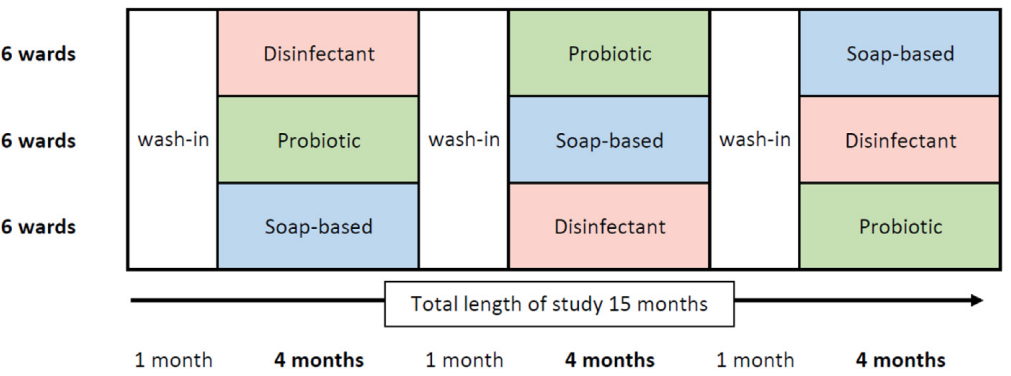 6 wards Disinfectant Probiotic Soap-based
6 wards wash-in Probiotic wash-in Soap-based wash-in Disinfectant
6 wards Soap-based Disinfectant Probiotic
Total length of study 15 months
1 month 4 months 1 month 4 months 1 month 4 months